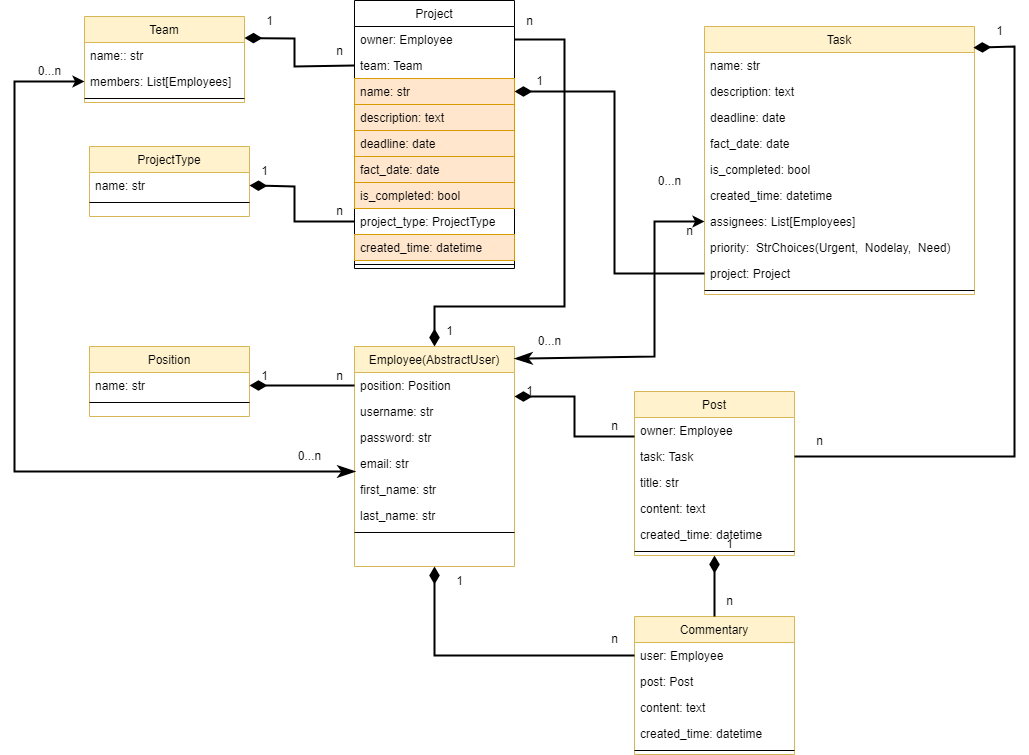 Team
name:: str
members: List[Employees]
1
n
0...n
ProjectType
name: str
1
n
Project
owner: Employee
team: Team
name: str
description: text
deadline: date
fact_date: date
is_completed: bool
project_type: ProjectType
created_time: datetime
n
1
Task
name: str
description: text
deadline: date
fact_date: date
is_completed: bool
created_time: datetime
assignees: List[Employees]
priority: StrChoices(Urgent, Nodelay, Need)
project: Project
1
0...n
n
1
0...n
Position
name: str
1
n
0...n
Employee(AbstractUser)
position: Position
username: str
password: str
email: str
first_name: str
last_name: str
1
n
1
n
Post
owner: Employee
task: Task
title: str
content: text
created_time: datetime
n
1
n
Commentary
user: Employee
post: Post
content: text
created_time: datetime